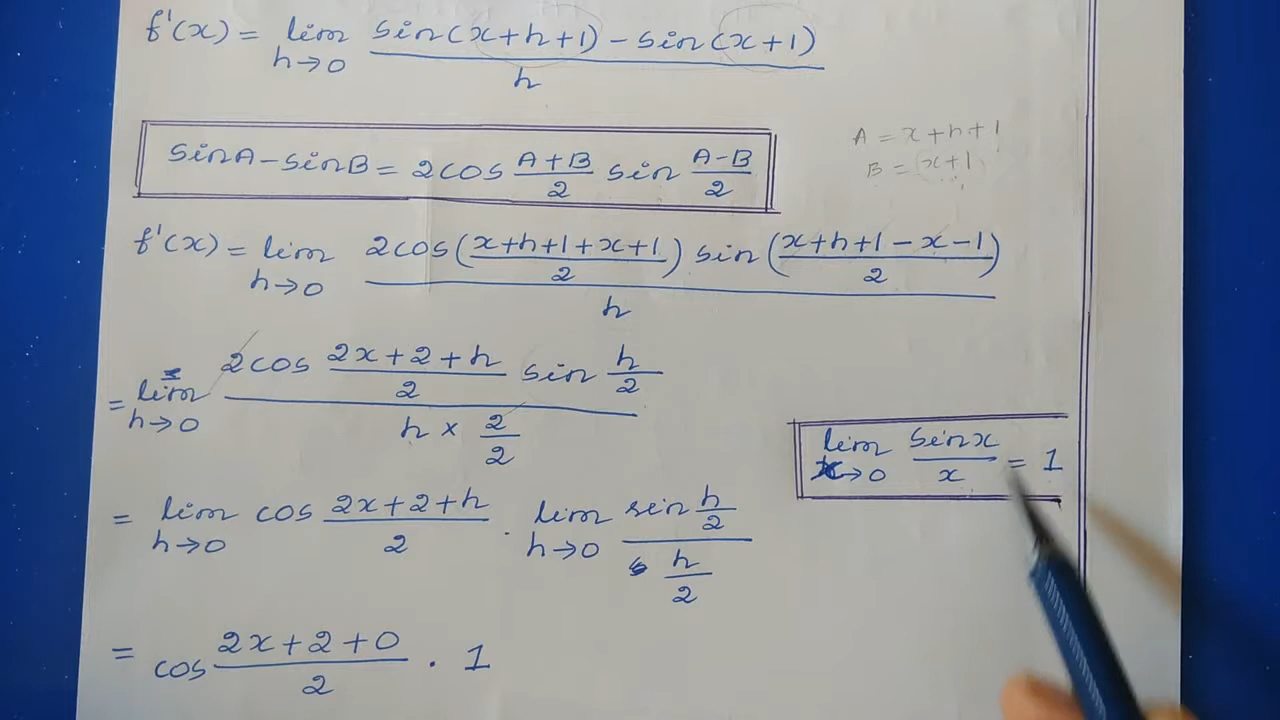 f'(x) = lim h→0 (sin(x+h+1) - sin(x+1)) / h
A = x+h+1
B = (x+1)
sinA - sinB = 2cos (A+B)/2 sin (A-B)/2
f'(x) = lim h→0 (2cos((x+h+1+x+1)/2) sin((x+h+1-x-1)/2)) / h
= lim h→0 (2cos (2x+2+h)/2 sin h/2) / (h × 2/2)
lim x→0 sinx/x = 1
= lim h→0 cos (2x+2+h)/2 . lim h→0 (sin h/2) / (h/2)
= cos (2x+2+0)/2 . 1